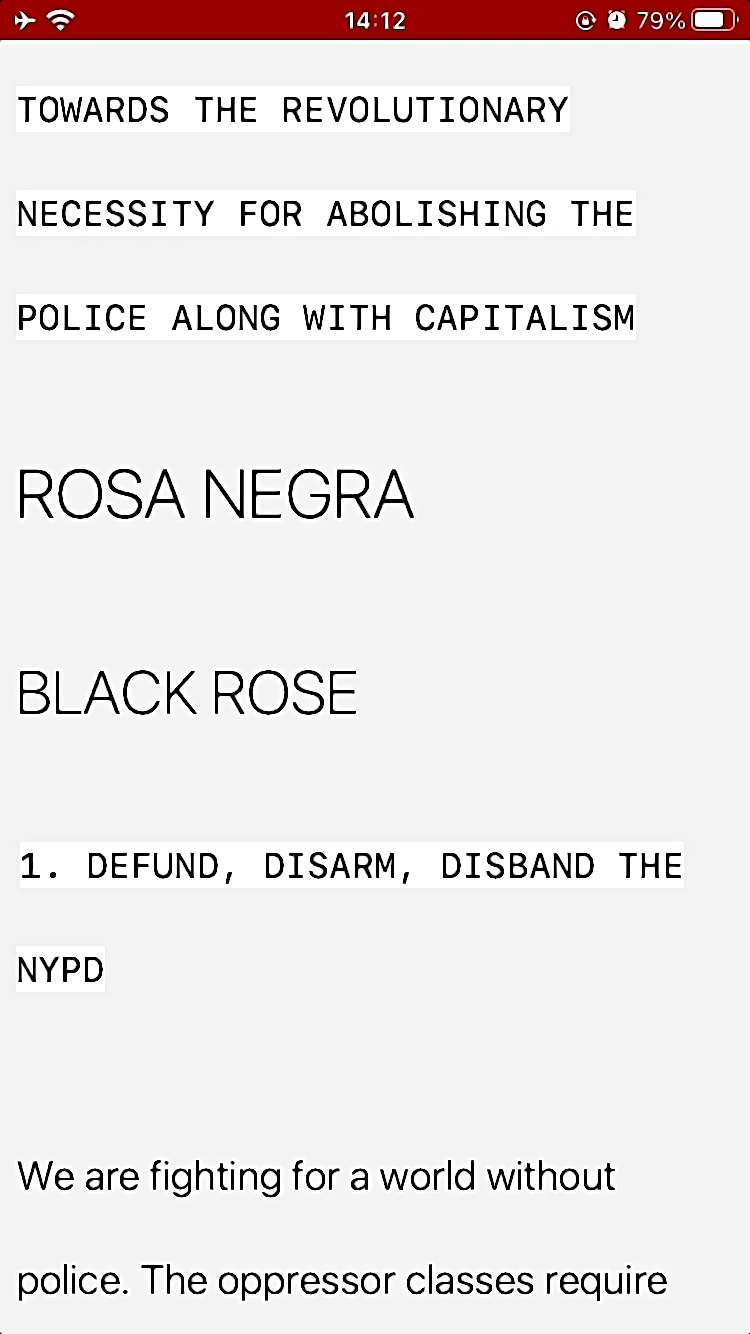 14:12
79%
TOWARDS THE REVOLUTIONARY
NECESSITY FOR ABOLISHING THE
POLICE ALONG WITH CAPITALISM
ROSA NEGRA
BLACK ROSE
1. DEFUND, DISARM, DISBAND THE
NYPD
We are fighting for a world without
police. The oppressor classes require